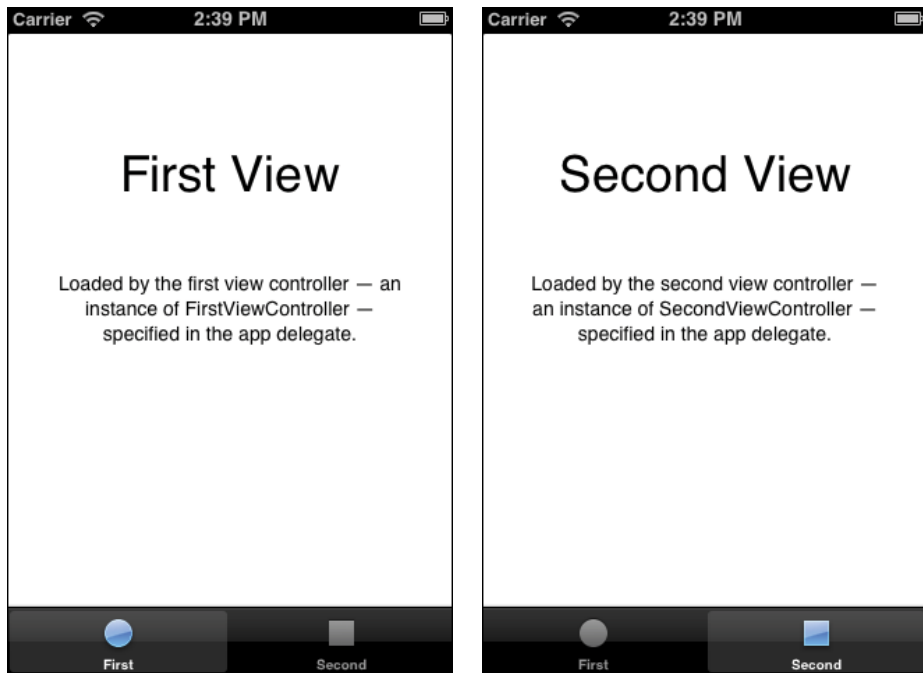 Carrier 2:39 PM
First View
Loaded by the first view controller — an
instance of FirstViewController —
specified in the app delegate.
First Second
Carrier 2:39 PM
Second View
Loaded by the second view controller —
an instance of SecondViewController —
specified in the app delegate.
First Second